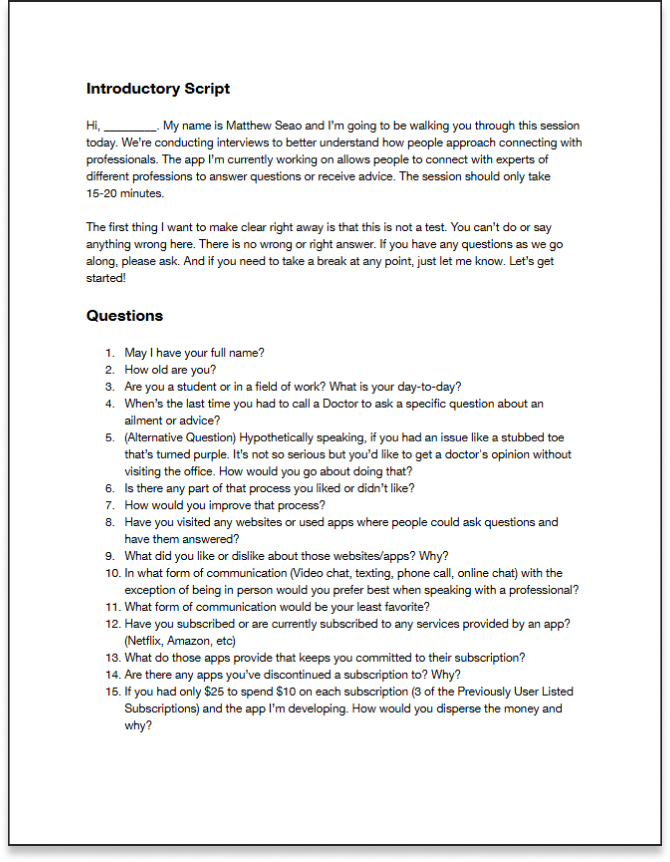 Introductory Script
Hi, ________. My name is Matthew Seao and I'm going to be walking you through this session
today. We're conducting interviews to better understand how people approach connecting with
professionals. The app I'm currently working on allows people to connect with experts of
different professions to answer questions or receive advice. The session should only take
15-20 minutes.
The first thing I want to make clear right away is that this is not a test. You can't do or say
anything wrong here. There is no wrong or right answer. If you have any questions as we go
along, please ask. And if you need to take a break at any point, just let me know. Let's get
started!
Questions
1. May I have your full name?
2. How old are you?
3. Are you a student or in a field of work? What is your day-to-day?
4. When's the last time you had to call a Doctor to ask a specific question about an
ailment or advice?
5. (Alternative Question) Hypothetically speaking, if you had an issue like a stubbed toe
that's turned purple. It's not so serious but you'd like to get a doctor's opinion without
visiting the office. How would you go about doing that?
6. Is there any part of that process you liked or didn't like?
7. How would you improve that process?
8. Have you visited any websites or used apps where people could ask questions and
have them answered?
9. What did you like or dislike about those websites/apps? Why?
10. In what form of communication (Video chat, texting, phone call, online chat) with the
exception of being in person would you prefer best when speaking with a professional?
11. What form of communication would be your least favorite?
12. Have you subscribed or are currently subscribed to any services provided by an app?
(Netflix, Amazon, etc)
13. What do those apps provide that keeps you committed to their subscription?
14. Are there any apps you've discontinued a subscription to? Why?
15. If you had only $25 to spend $10 on each subscription (3 of the Previously User Listed
Subscriptions) and the app I'm developing. How would you disperse the money and
why?